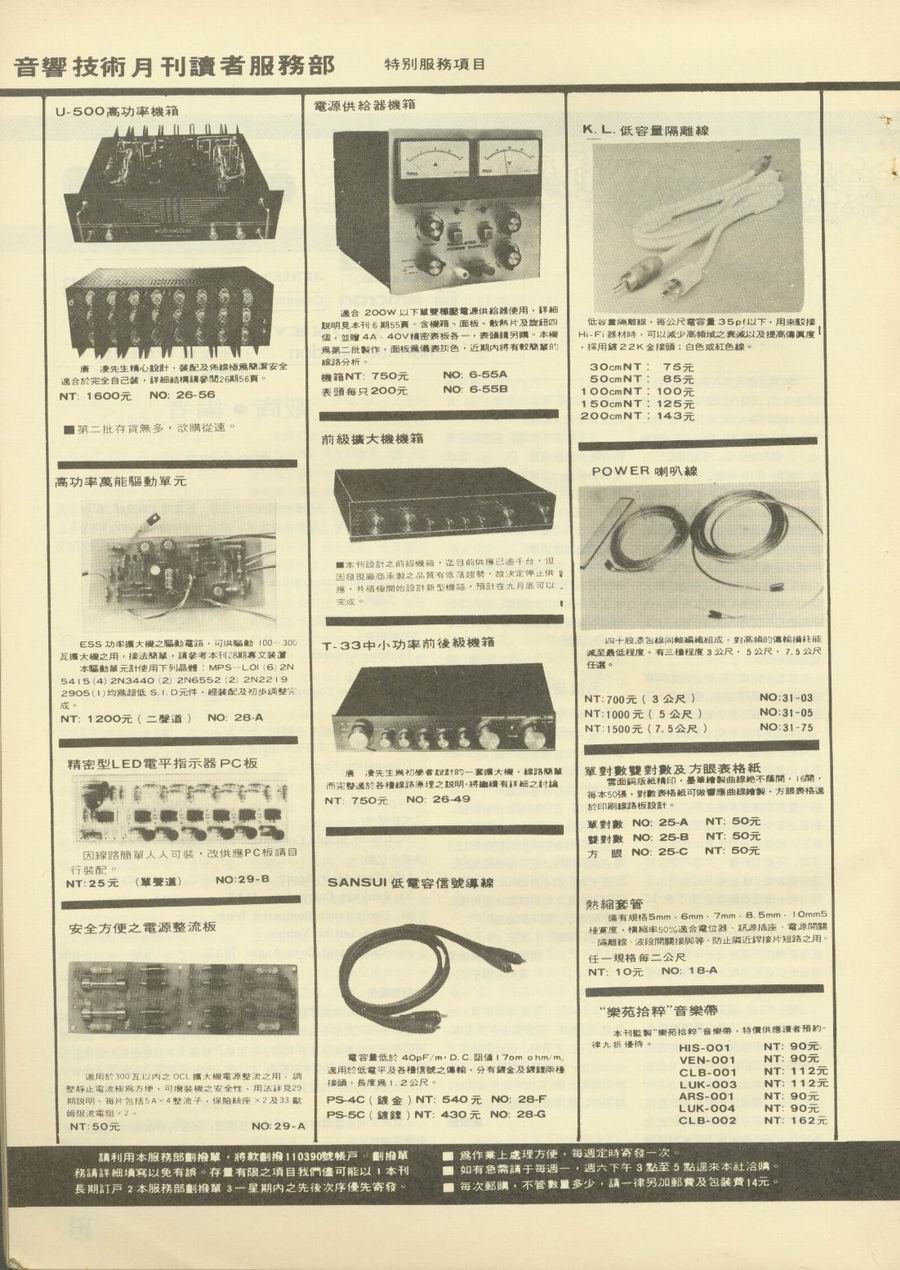 音響技術月刊讀者服務部
特別服務項目
U-500高功率機箱
廣　凌先生精心設計，裝配及佈線極為簡潔安全
適合於完全自己裝，詳細結構請參閱26期56頁。
NT: 1600元 NO: 26-56
■第二批存貨無多，欲購從速。
高功率萬能驅動單元
ESS 功率擴大機之驅動電路，可供驅動 100-300
瓦擴大機之用，接法簡單，請參考本刊28期專文裝置
本驅動單元計使用下列晶體：MPS-L01 (6) 2N
5415 (4) 2N3440 (2) 2N6552 (2) 2N2219
2905 (1) 均為超低 S.I.D元件，經裝配及初步調整完
成。
NT: 1200元 ( 二聲道 ) NO: 28-A
精密型LED電平指示器PC板
因線路簡單人人可裝，改供應PC板請自
行裝配。
NT:25元 (單聲道) NO:29-B
安全方便之電源整流板
適用於300瓦以內之OCL擴大機電源整流之用，調
整靜止電流極為方便，可增裝機之安全性，用法詳見29
期說明。每片包括5A×4整流子，保險絲座×2及33歐
姆限流電阻×2。
NT:50元 NO:29-A
電源供給器機箱
適合 200W 以下單雙穩壓電源供給器使用，詳細
說明見本刊6期55頁。含機箱、面板、散熱片及旋鈕四
個，並贈4A、40V精密表板各一，表頭請另購。本機
為第二批製作，面板為儀表灰色，近期內將有較簡單的
線路分析。
機箱NT: 750元 NO: 6-55A
表頭每只200元 NO: 6-55B
前級擴大機機箱
■本刊設計之前級機箱，迄目前供應已逾千台，但
因發現廠商承製之品質有低落趨勢，故決定停止供
應，并積極開始設計新型機箱，預計在九月底可以
完成。
T-33中小功率前後級機箱
廣　凌先生為初學者設計的一套擴大機，線路簡單
而完整適於各種線路原理之說明，將繼續有詳細之討論
NT: 750元 NO: 26-49
SANSUI低電容信號導線
電容量低於 40pF/m，D.C.阻值17om ohm/m,
適用於低電平及各種信號之傳輸，分有鍍金及鍍鎳兩種
接頭，長度為1.2公尺。
PS-4C ( 鍍金 ) NT: 540元 NO: 28-F
PS-5C ( 鍍鎳 ) NT: 430元 NO: 28-G
K.L. 低容量隔離線
低容量隔離線，每公尺電容量35pf以下，用來駁接
Hi-Fi器材時，可以減少高頻域之衰減以及提高傳真度
，採用鍍22K金接頭；白色或紅色線。
30cmNT： 75元
50cmNT： 85元
100cmNT：100元
150cmNT：125元
200cmNT：143元
POWER 喇叭線
四十股漆包線同軸編織組成，對高頻的傳輸損耗能
減至最低程度。有三種程度3公尺，5公尺，7.5公尺
任選。
NT:700元 ( 3 公尺 ) NO:31-03
NT:1000元 ( 5 公尺 ) NO:31-05
NT:1500元 (7.5公尺 ) NO:31-75
單對數雙對數及方眼表格紙
雪面銅版紙精印，墨筆繪製曲線絕不蔭開，16開，
每本50張，對數表格紙可做響應曲線繪製，方眼表格適
於印刷線路板設計。
單對數 NO: 25-A NT: 50元
雙對數 NO: 25-B NT: 50元
方　眼 NO: 25-C NT: 50元
熱縮套管
備有規格5mm、6mm、7mm、8.5mm、10mm5
種寬度，橫縮率50%適合電位器、訊源插座、電源開關
、隔離線、波段開關接脚等、防止隣近銲接片短路之用。
任一規格每二公尺
NT: 10元 NO: 18-A
“樂苑拾粹”音樂帶
本刊監製“樂苑拾粹”音樂帶，特價供應讀者預約一
律九折優待。
HIS-001 NT: 90元
VEN-001 NT: 90元
CLB-001 NT: 112元
LUK-003 NT: 112元
ARS-001 NT: 90元
LUK-004 NT: 90元
CLB-002 NT: 162元
請利用本服務部劃撥單，將款劃撥110390號帳戶。劃撥單
務請詳細填寫以免有誤。存量有限之項目我們僅可能以1本刊
長期訂戶2本服務部劃撥單3一星期內之先後次序優先寄發。
■ 為作業上處理方便，每週定時寄發一次。
■ 如有急需請于每週一，週六下午3點至5點逕來本社洽購。
■ 每次郵購，不管數量多少，請一律另加郵費及包裝費14元。